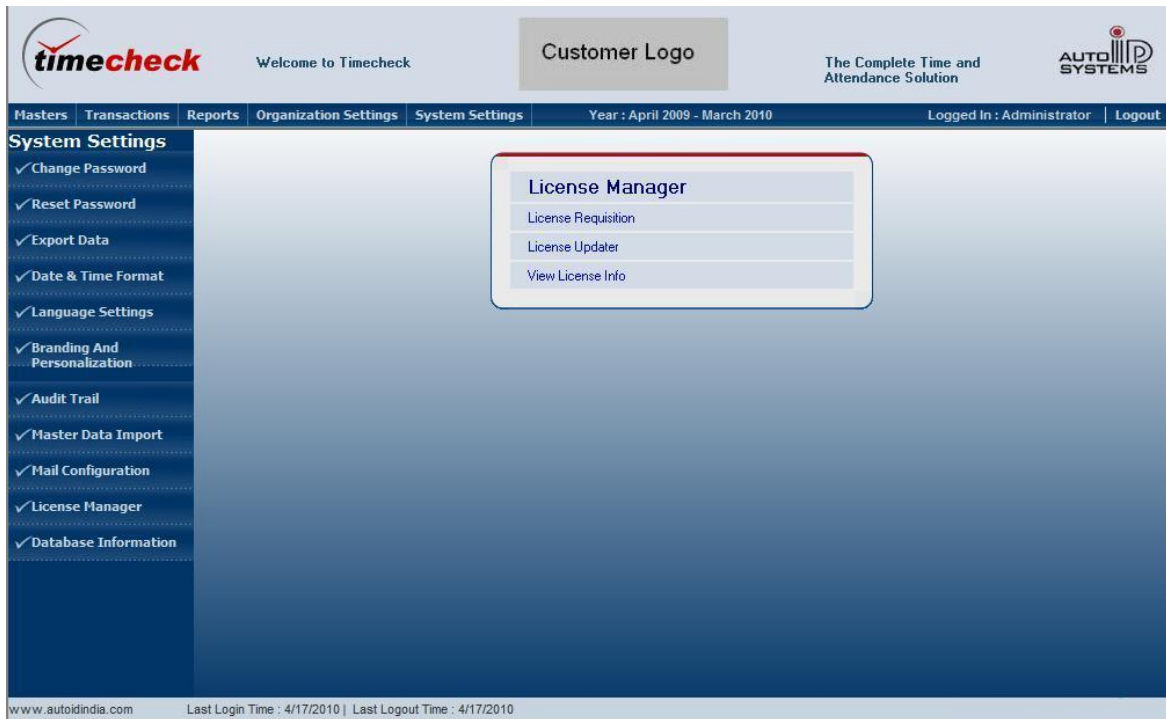 timecheck
Welcome to Timecheck
Customer Logo
The Complete Time and
Attendance Solution
AUTO ID
SYSTEMS
Masters Transactions Reports Organization Settings System Settings Year : April 2009 - March 2010 Logged In : Administrator | Logout
System Settings
Change Password
Reset Password
Export Data
Date & Time Format
Language Settings
Branding And
Personalization
Audit Trail
Master Data Import
Mail Configuration
License Manager
Database Information
License Manager
License Requisition
License Updater
View License Info
www.autoidindia.com Last Login Time : 4/17/2010 | Last Logout Time : 4/17/2010